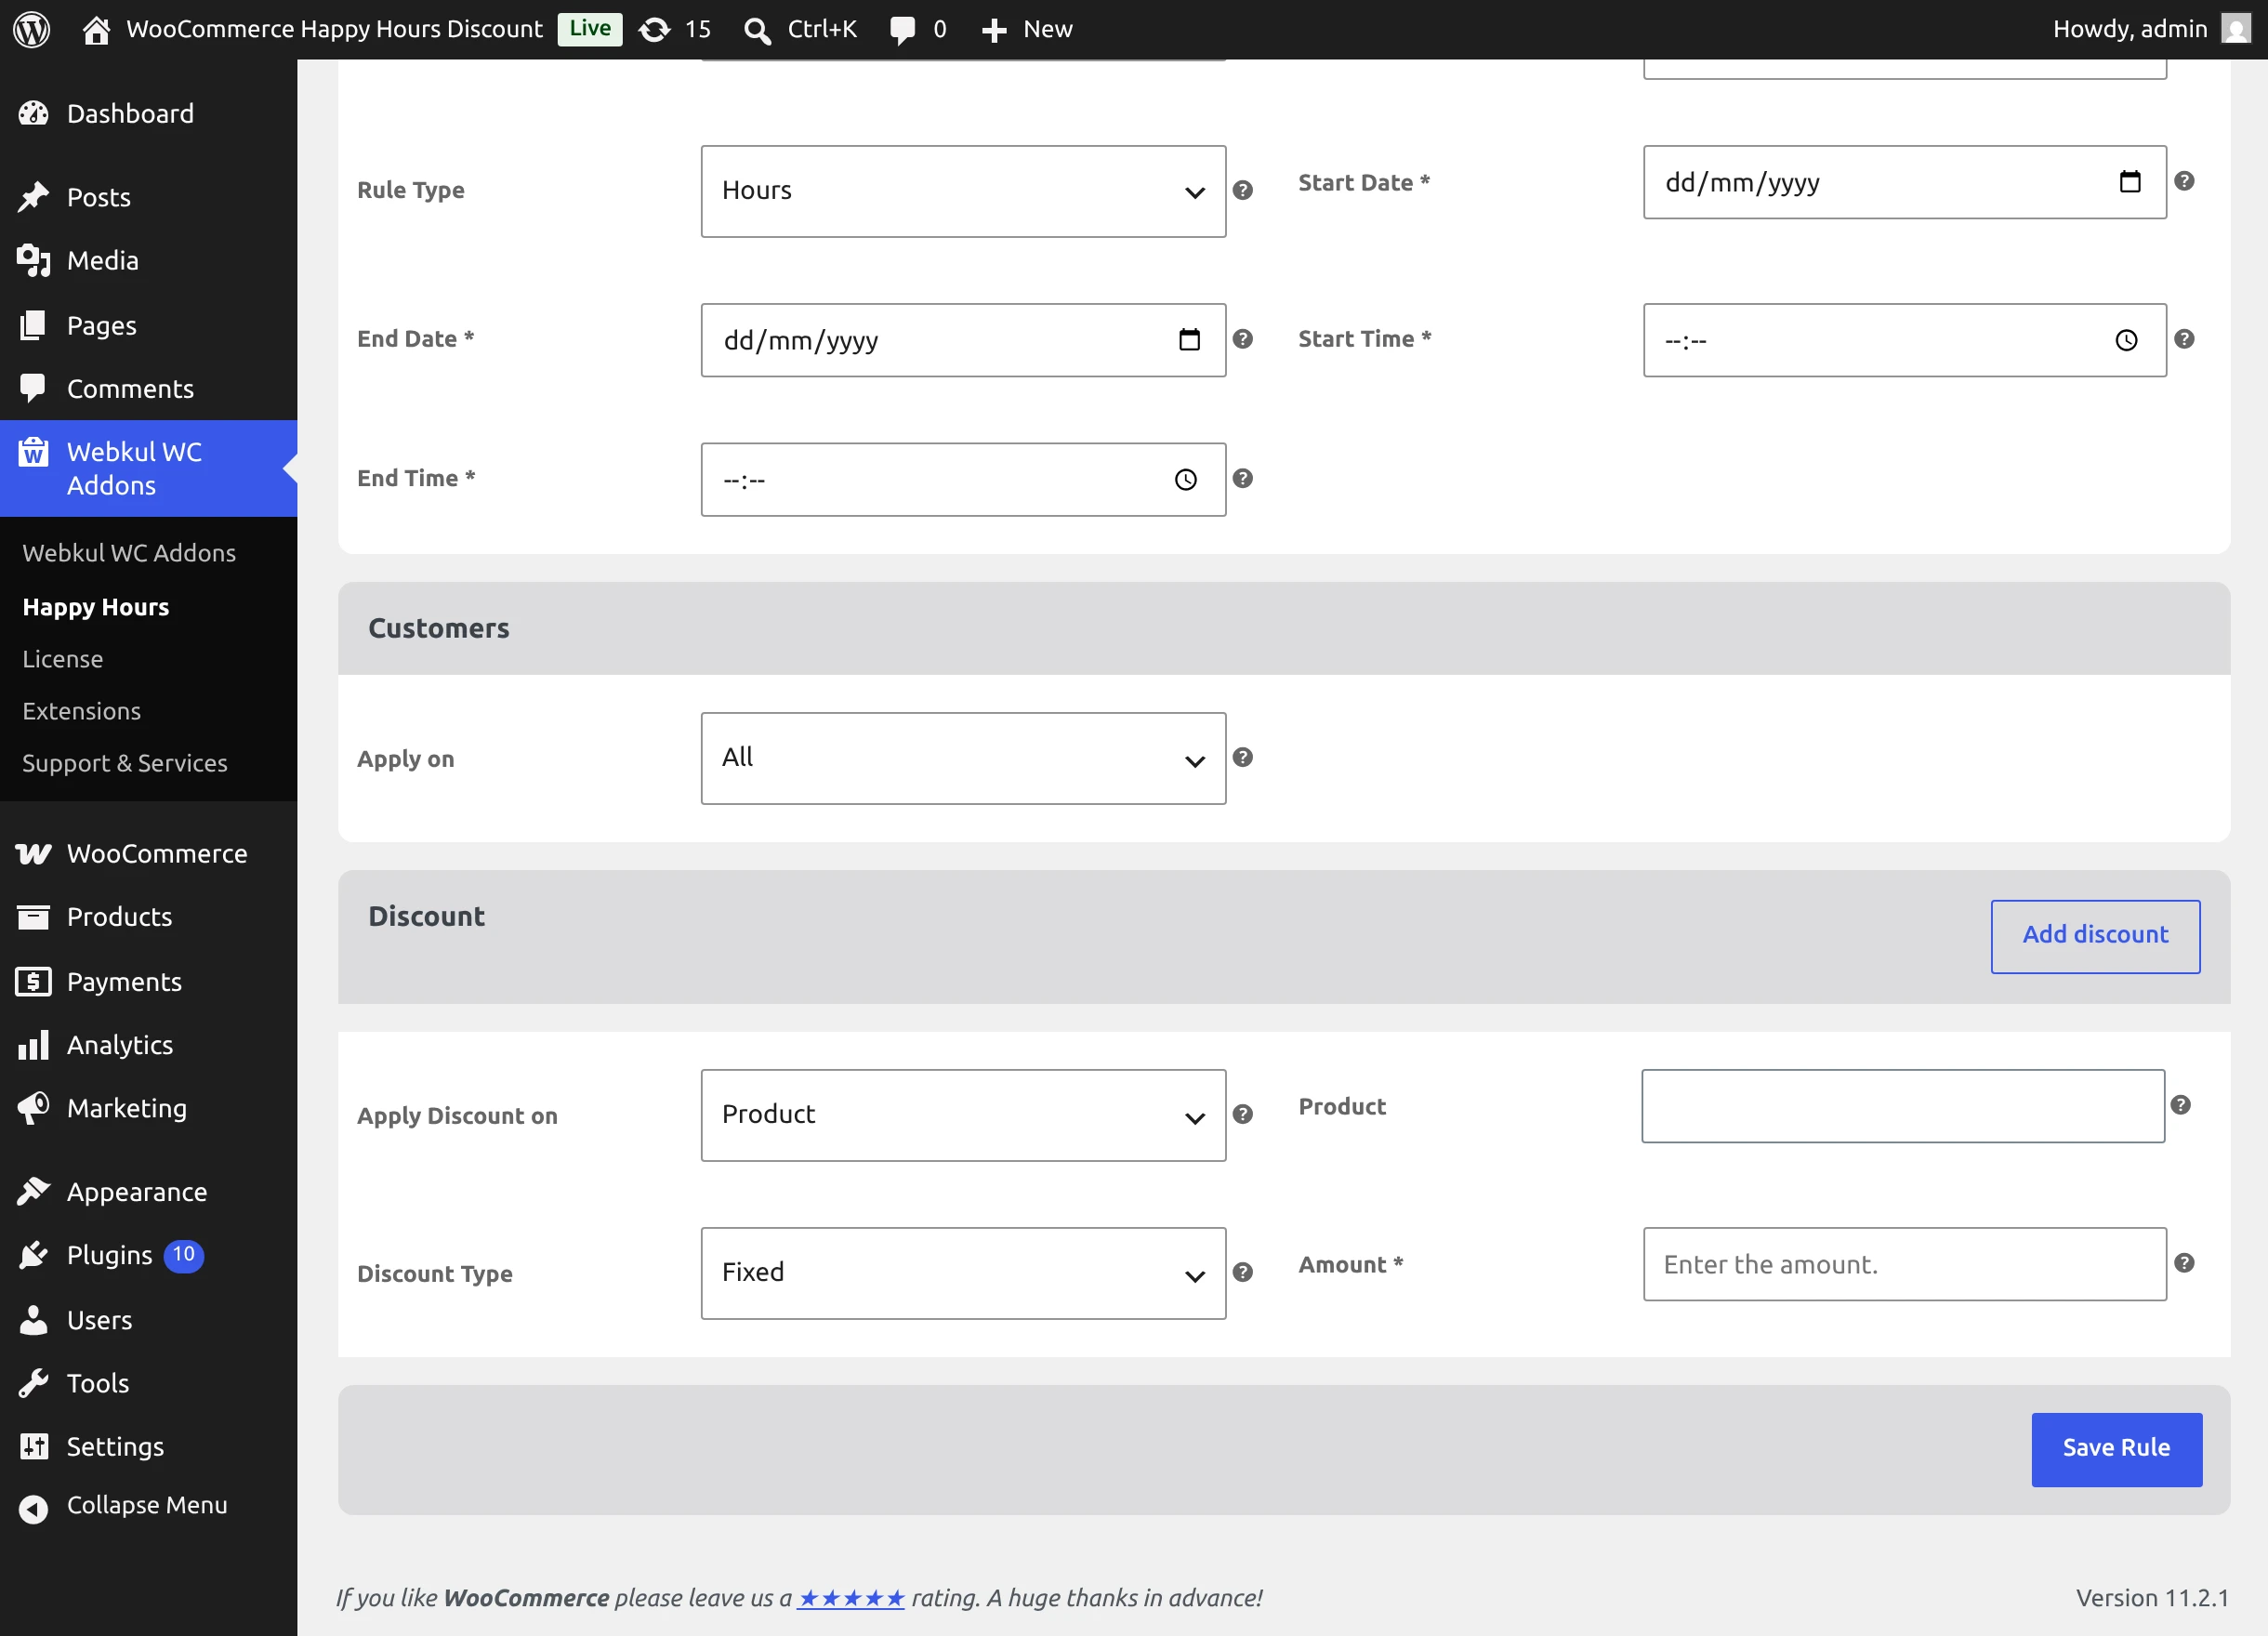 WooCommerce Happy Hours Discount Live 15 Ctrl+K 0 New Howdy, admin
Dashboard
Posts
Media
Pages
Comments
Webkul WC
Addons
Webkul WC Addons
Happy Hours
License
Extensions
Support & Services
WooCommerce
Products
Payments
Analytics
Marketing
Appearance
Plugins 10
Users
Tools
Settings
Collapse Menu
Rule Type Hours Start Date * dd/mm/yyyy
End Date * dd/mm/yyyy Start Time * --:--
End Time * --:--
Customers
Apply on All
Discount Add discount
Apply Discount on Product Product
Discount Type Fixed Amount * Enter the amount.
Save Rule
If you like WooCommerce please leave us a ★★★★★ rating. A huge thanks in advance! Version 11.2.1